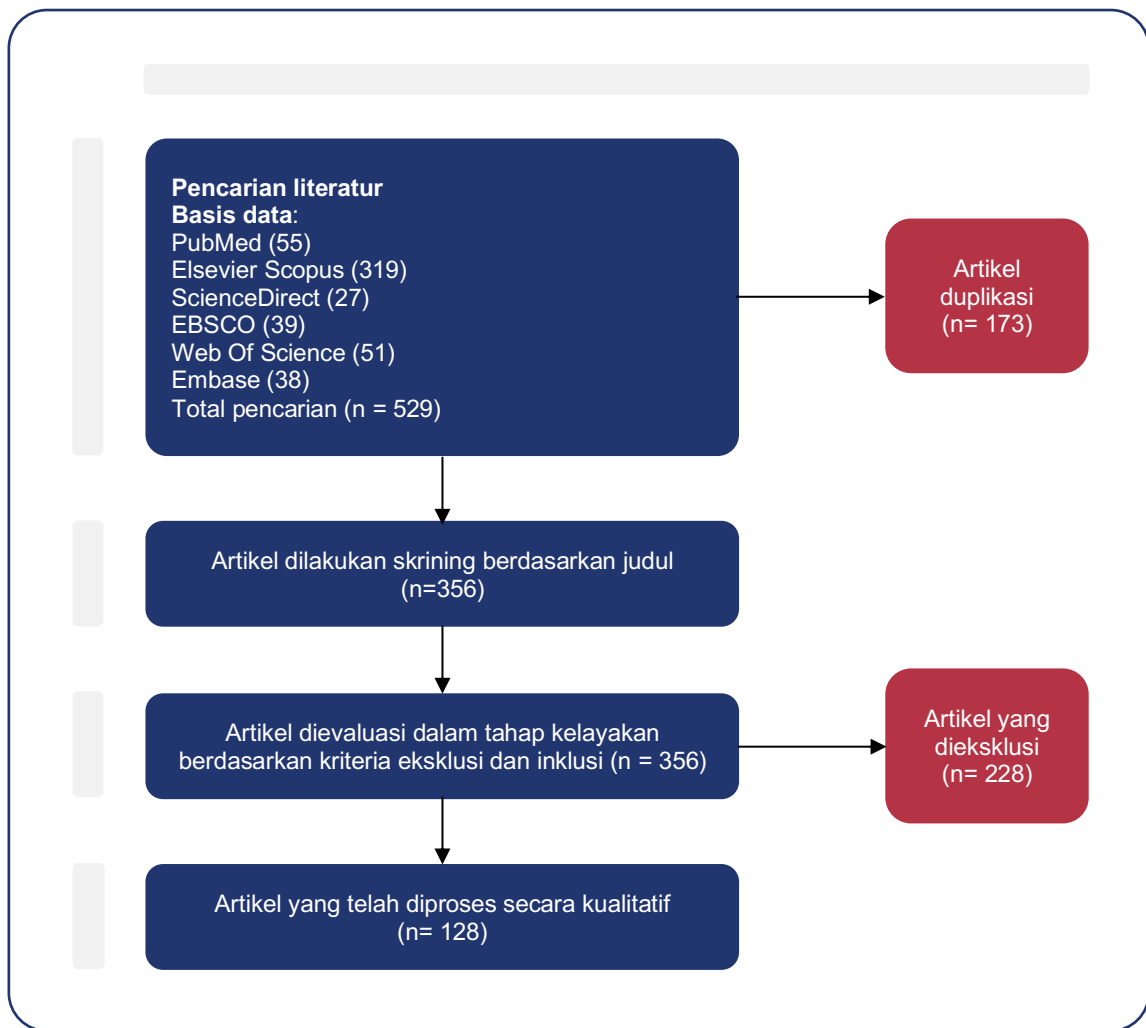 Pencarian literatur
Basis data:
PubMed (55)
Elsevier Scopus (319)
ScienceDirect (27)
EBSCO (39)
Web Of Science (51)
Embase (38)
Total pencarian (n = 529)
Artikel
duplikasi
(n= 173)
Artikel dilakukan skrining berdasarkan judul
(n=356)
Artikel dievaluasi dalam tahap kelayakan
berdasarkan kriteria eksklusi dan inklusi (n = 356)
Artikel yang
dieksklusi
(n= 228)
Artikel yang telah diproses secara kualitatif
(n= 128)